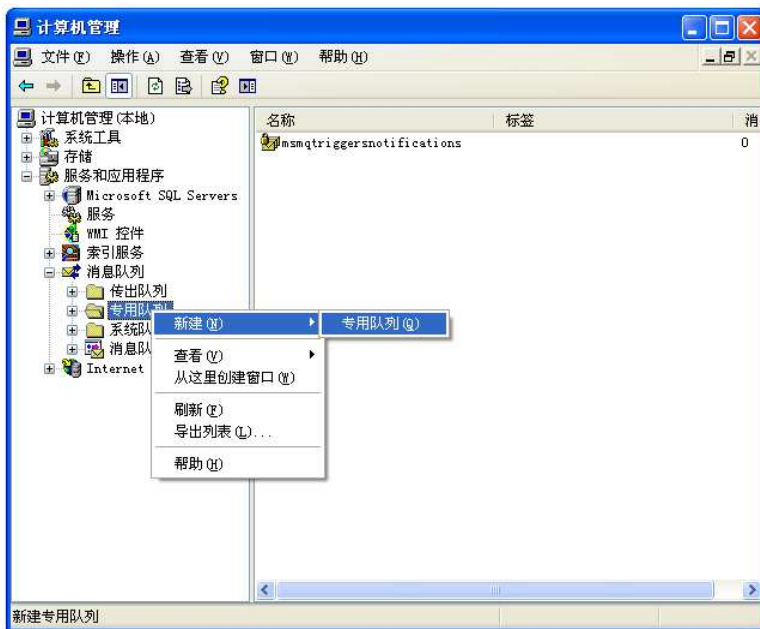 计算机管理
文件(F) 操作(A) 查看(V) 窗口(W) 帮助(H)
计算机管理(本地)
系统工具
存储
服务和应用程序
Microsoft SQL Servers
服务
WMI 控件
索引服务
消息队列
传出队列
专用队列
系统队
消息队
Internet
名称 标签 消
msmqtriggersnotifications 0
新建(N)
专用队列(Q)
查看(V)
从这里创建窗口(W)
刷新(F)
导出列表(L)...
帮助(H)
新建专用队列